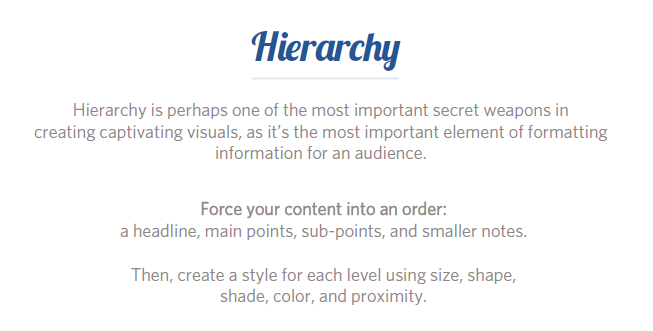 Hierarchy
Hierarchy is perhaps one of the most important secret weapons in
creating captivating visuals, as it's the most important element of formatting
information for an audience.
Force your content into an order:
a headline, main points, sub-points, and smaller notes.
Then, create a style for each level using size, shape,
shade, color, and proximity.